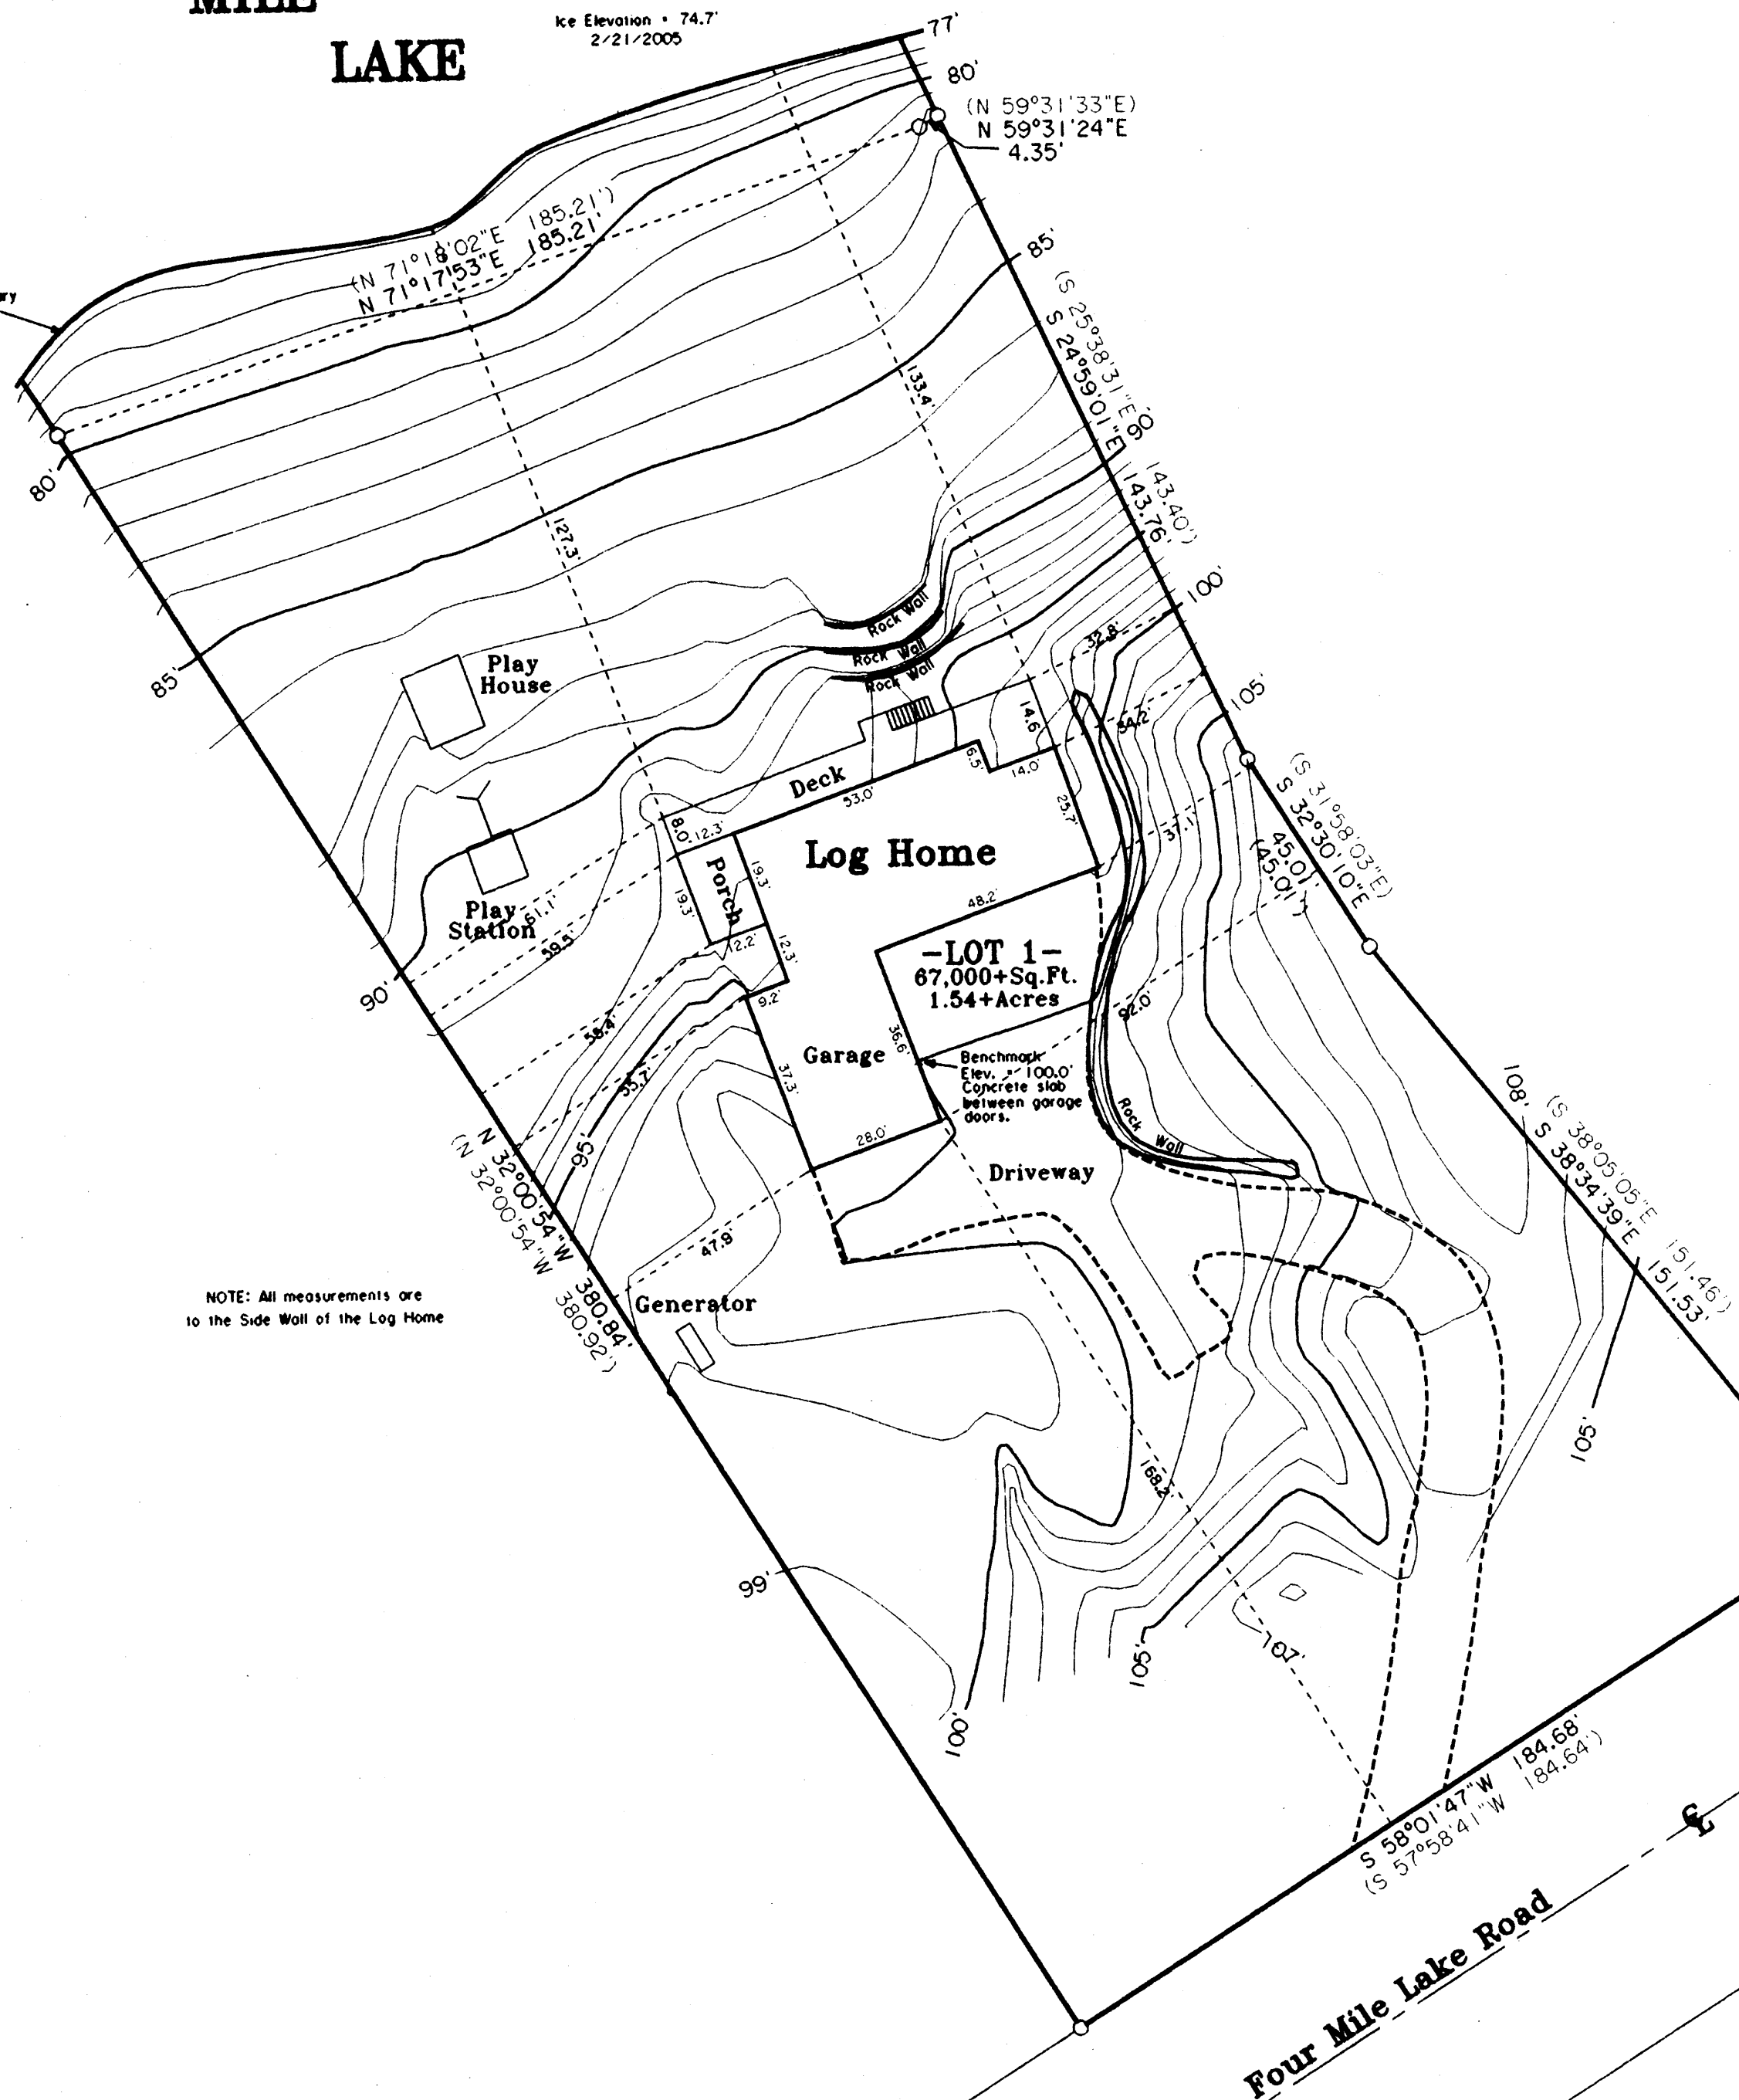 MILE
LAKE
Ice Elevation = 74.7'
2/21/2005
77'
80'
(N 59°31'33"E)
N 59°31'24"E
4.35'
(N 71°18'02"E 185.21')
N 71°17'53"E 185.21'
85'
(S 25°38'31"E 143.40')
S 24°59'01"E 143.76'
90'
133.4'
127.3'
80'
85'
100'
Rock Wall
Rock Wall
Rock Wall
32.8'
Play
House
105'
34.2'
14.6'
6.5'
14.0'
Deck
53.0'
25.7'
(S 31°58'03"E)
S 32°30'10"E
45.01'
(45.01')
37.1'
8.0'
12.3'
Log Home
Porch
19.3'
19.3'
48.2'
Play
Station
61.1'
59.5'
12.2'
12.3'
-LOT 1-
67,000+Sq.Ft.
1.54+Acres
90'
9.2'
92.0'
58.4'
55.7'
36.6'
Garage
37.3'
Benchmark
Elev. = 100.0'
Concrete slab
between garage
doors.
Rock Wall
28.0'
Driveway
95'
108'
(S 38°05'05"E 151.46')
S 38°34'39"E 151.53'
N 32°00'54"W 380.84'
(N 32°00'54"W 380.92')
47.9'
Generator
NOTE: All measurements are
to the Side Wall of the Log Home
105'
168.2'
99'
107'
105'
100'
S 58°01'47"W 184.68'
(S 57°58'41"W 184.64')
Four Mile Lake Road